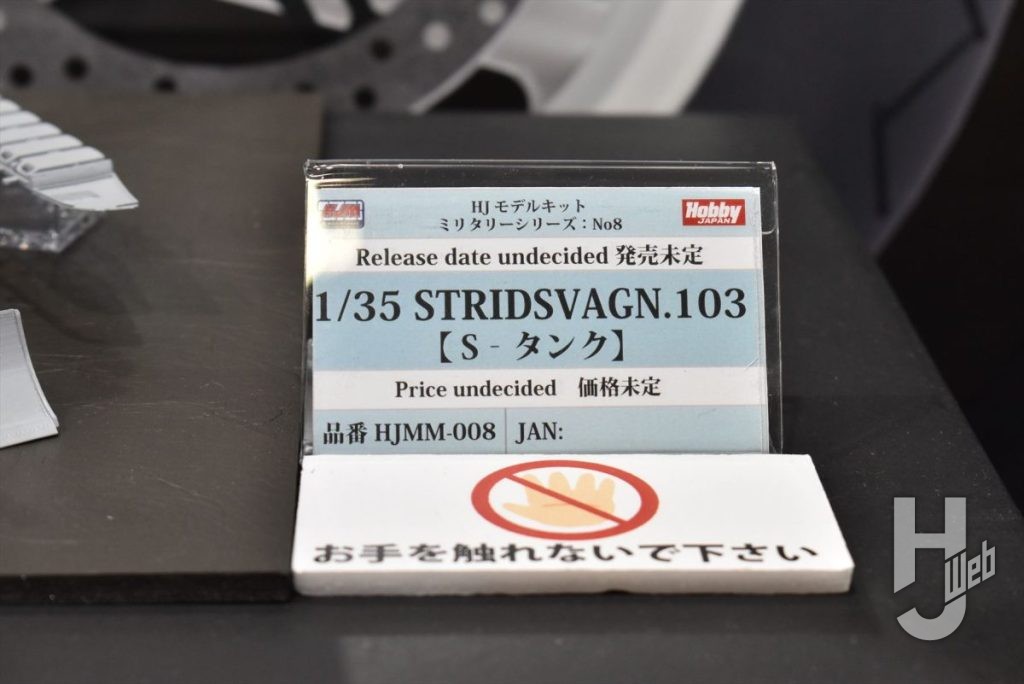 HJモデルキット
ミリタリーシリーズ：No8
Hobby
JAPAN
Release date undecided 発売未定
1/35 STRIDSVAGN.103
【S‐タンク】
Price undecided 価格未定
品番 HJMM-008 JAN:
お手を触れないで下さい
HJ Web